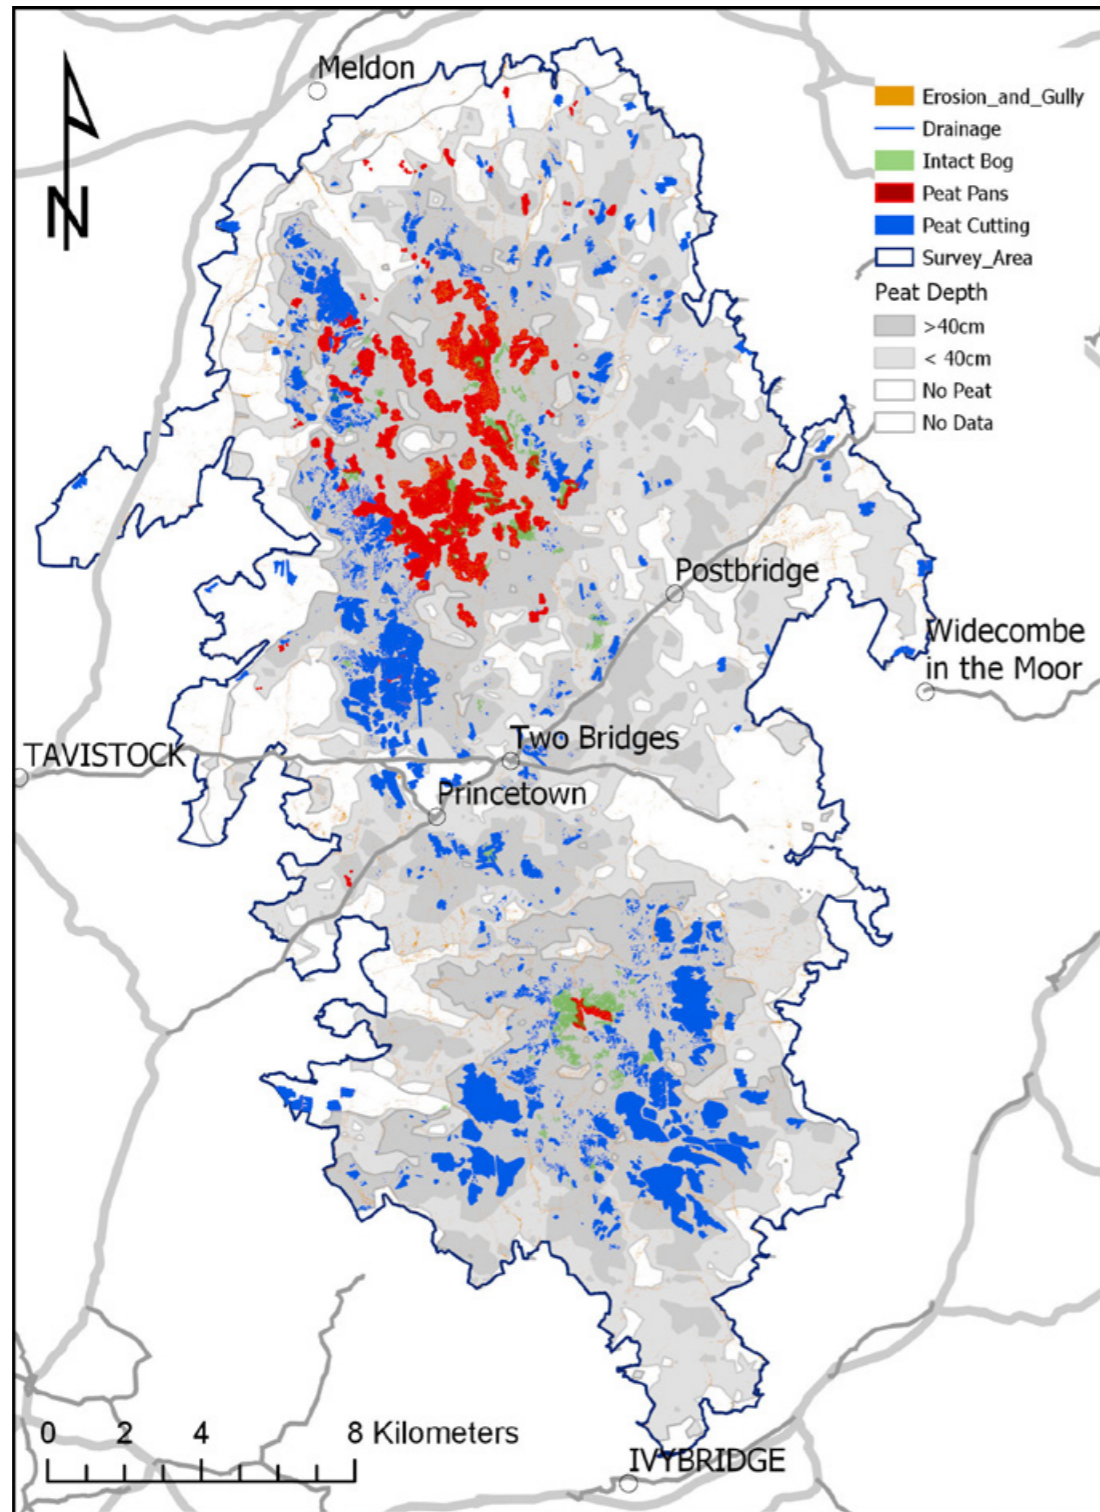 Meldon
Erosion_and_Gully
Drainage
Intact Bog
Peat Pans
Peat Cutting
Survey_Area
Peat Depth
>40cm
< 40cm
No Peat
No Data
N
Postbridge
Widecombe
in the Moor
Two Bridges
TAVISTOCK
Princetown
0 2 4 8 Kilometers
IVYBRIDGE